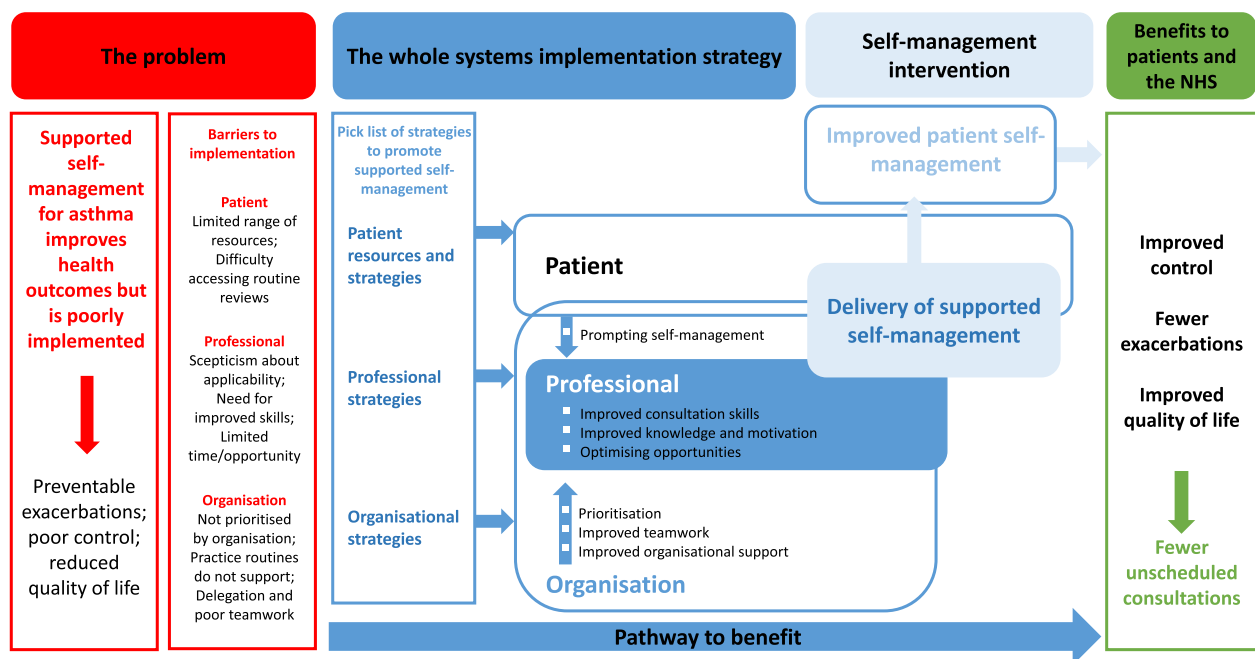 The problem
The whole systems implementation strategy
Self-management
intervention
Benefits to
patients and
the NHS
Supported
self-
management
for asthma
improves
health
outcomes but
is poorly
implemented
Preventable
exacerbations;
poor control;
reduced
quality of life
Barriers to
implementation
Patient
Limited range of
resources;
Difficulty
accessing routine
reviews
Professional
Scepticism about
applicability;
Need for
improved skills;
Limited
time/opportunity
Organisation
Not prioritised
by organisation;
Practice routines
do not support;
Delegation and
poor teamwork
Pick list of strategies
to promote
supported self-
management
Patient
resources and
strategies
Professional
strategies
Organisational
strategies
Patient
Prompting self-management
Professional
Improved consultation skills
Improved knowledge and motivation
Optimising opportunities
Prioritisation
Improved teamwork
Improved organisational support
Organisation
Improved patient self-
management
Delivery of supported
self-management
Improved
control
Fewer
exacerbations
Improved
quality of life
Fewer
unscheduled
consultations
Pathway to benefit